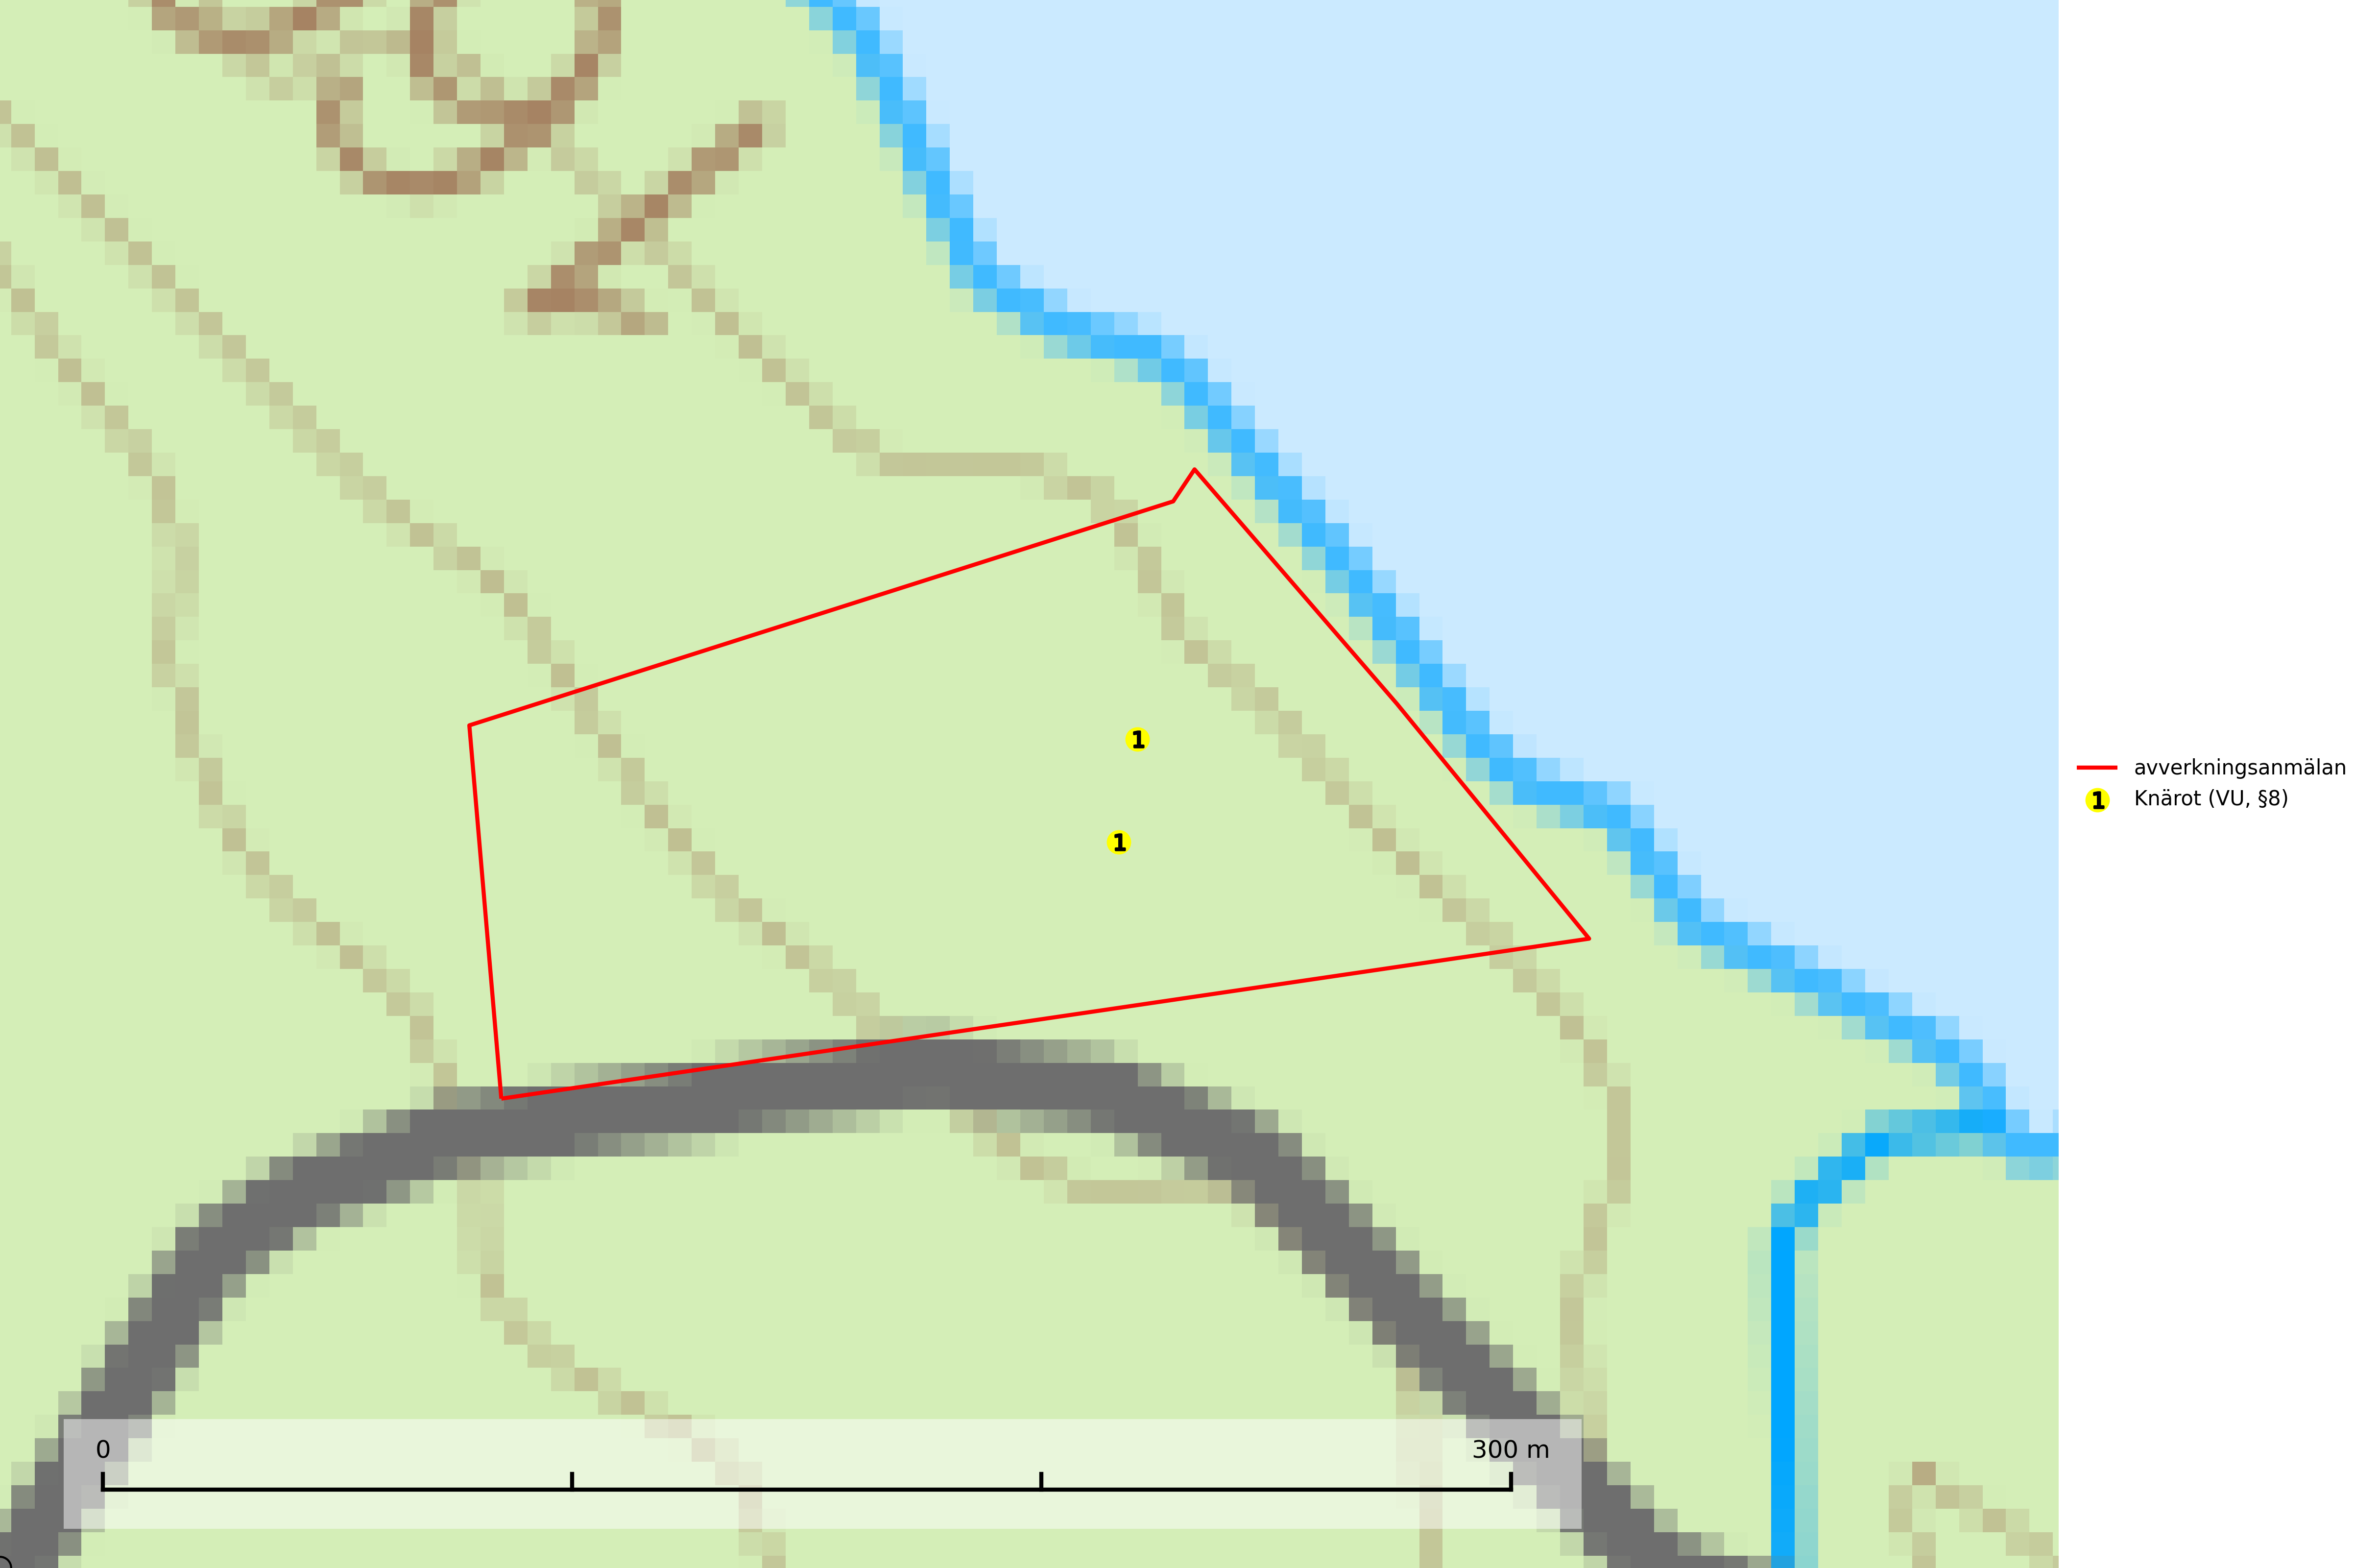 1
1
avverkningsanmälan
1 Knärot (VU, §8)
0 300 m